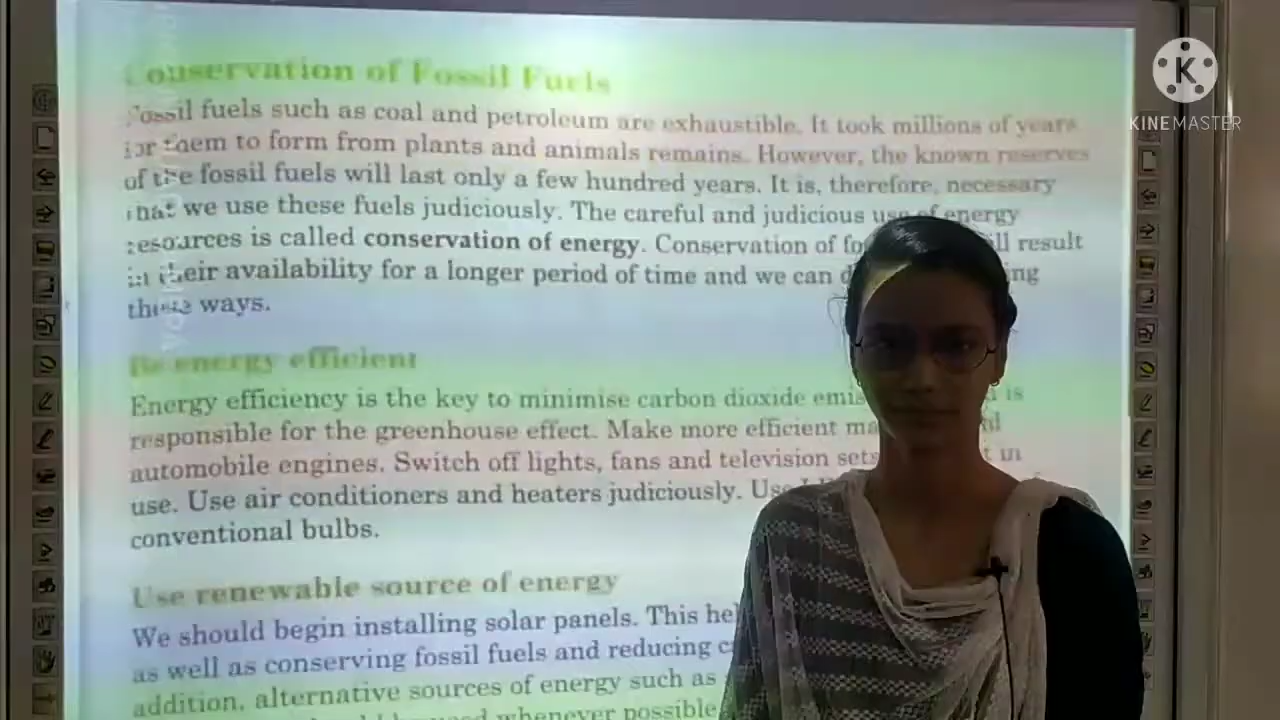 Conservation of Fossil Fuels
Fossil fuels such as coal and petroleum are exhaustible. It took millions of years
for them to form from plants and animals remains. However, the known reserves
of the fossil fuels will last only a few hundred years. It is, therefore, necessary
that we use these fuels judiciously. The careful and judicious use of energy
resources is called conservation of energy. Conservation of will result
in their availability for a longer period of time and we can
these ways.
Be energy efficient
Energy efficiency is the key to minimise carbon dioxide is
responsible for the greenhouse effect. Make more efficient
automobile engines. Switch off lights, fans and television sets in
use. Use air conditioners and heaters judiciously. Use
conventional bulbs.
Use renewable source of energy
We should begin installing solar panels. This
as well as conserving fossil fuels and reducing
addition, alternative sources of energy such as
whenever possible
K
KINEMASTER